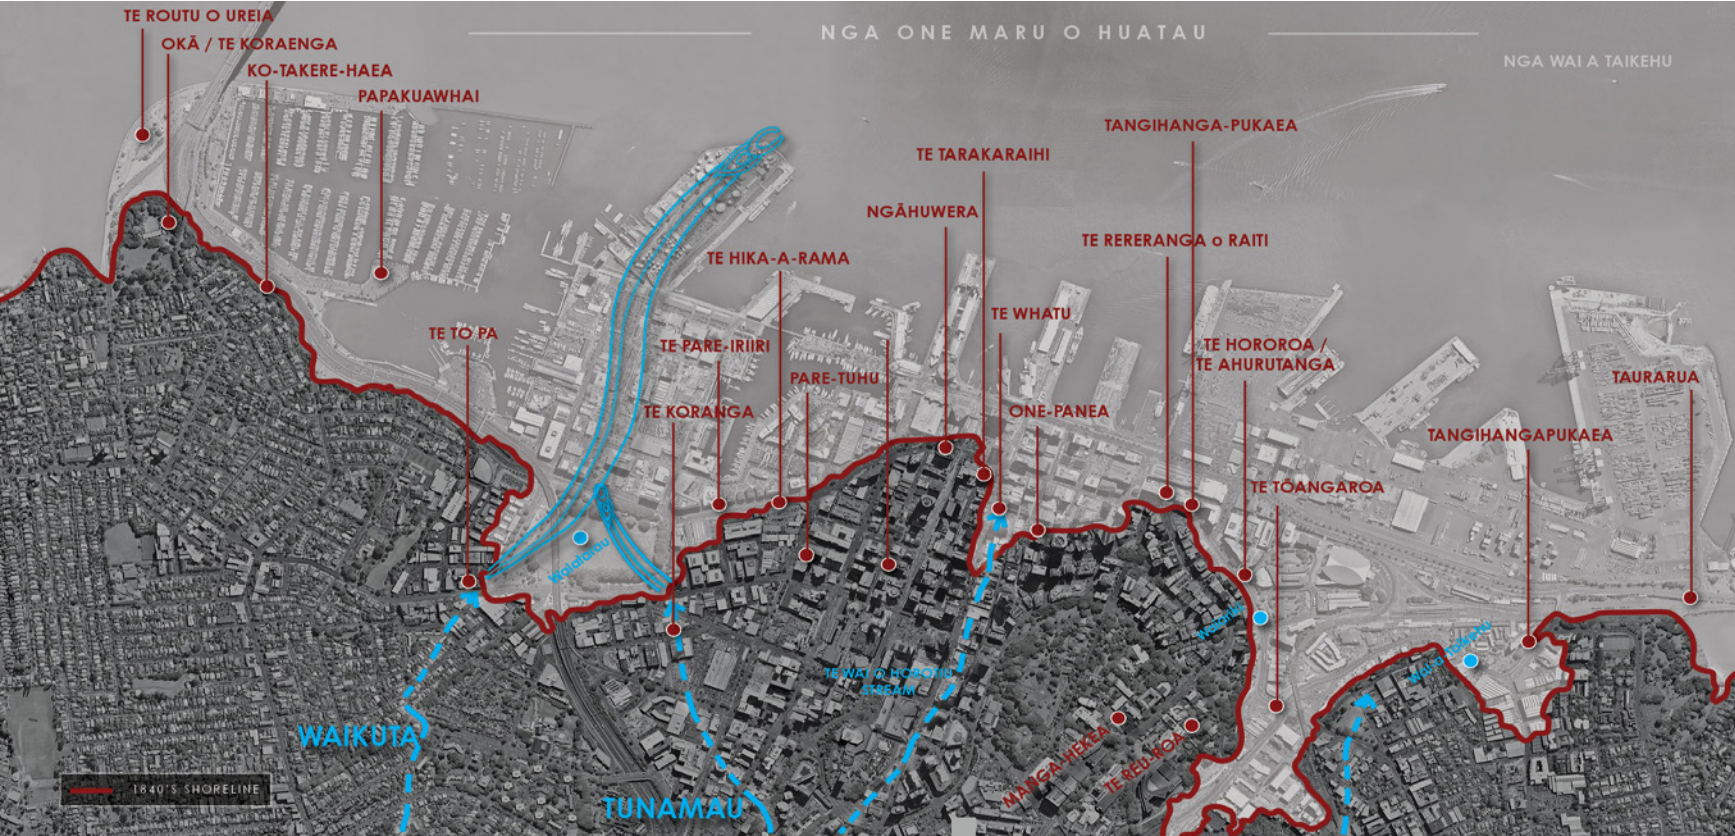 TE ROUTU O UREIA
NGA ONE MARU O HUATAU
OKĀ / TE KORAENGA
NGA WAI A TAIKEHU
KO-TAKERE-HAEA
PAPAKUAWHAI
TANGIHANGA-PUKAEA
TE TARAKARAIHI
NGĀHUWERA
TE RERERANGA o RAITI
TE HIKA-A-RAMA
TE WHATU
TE TO PA
TE PARE-IRIIRI
TE HOROROA /
TE AHURUTANGA
PARE-TUHU
TAURARUA
TE KORANGA
ONE-PANEA
TANGIHANGAPUKAEA
TE TŌANGAROA
Waiatarau
Waiariki
Wai-a-Taikehu
TE WAI O HOROTIU
STREAM
WAIKUTA
MANGA-HEKEA
TE REU-ROA
1840'S SHORELINE
TUNAMAU